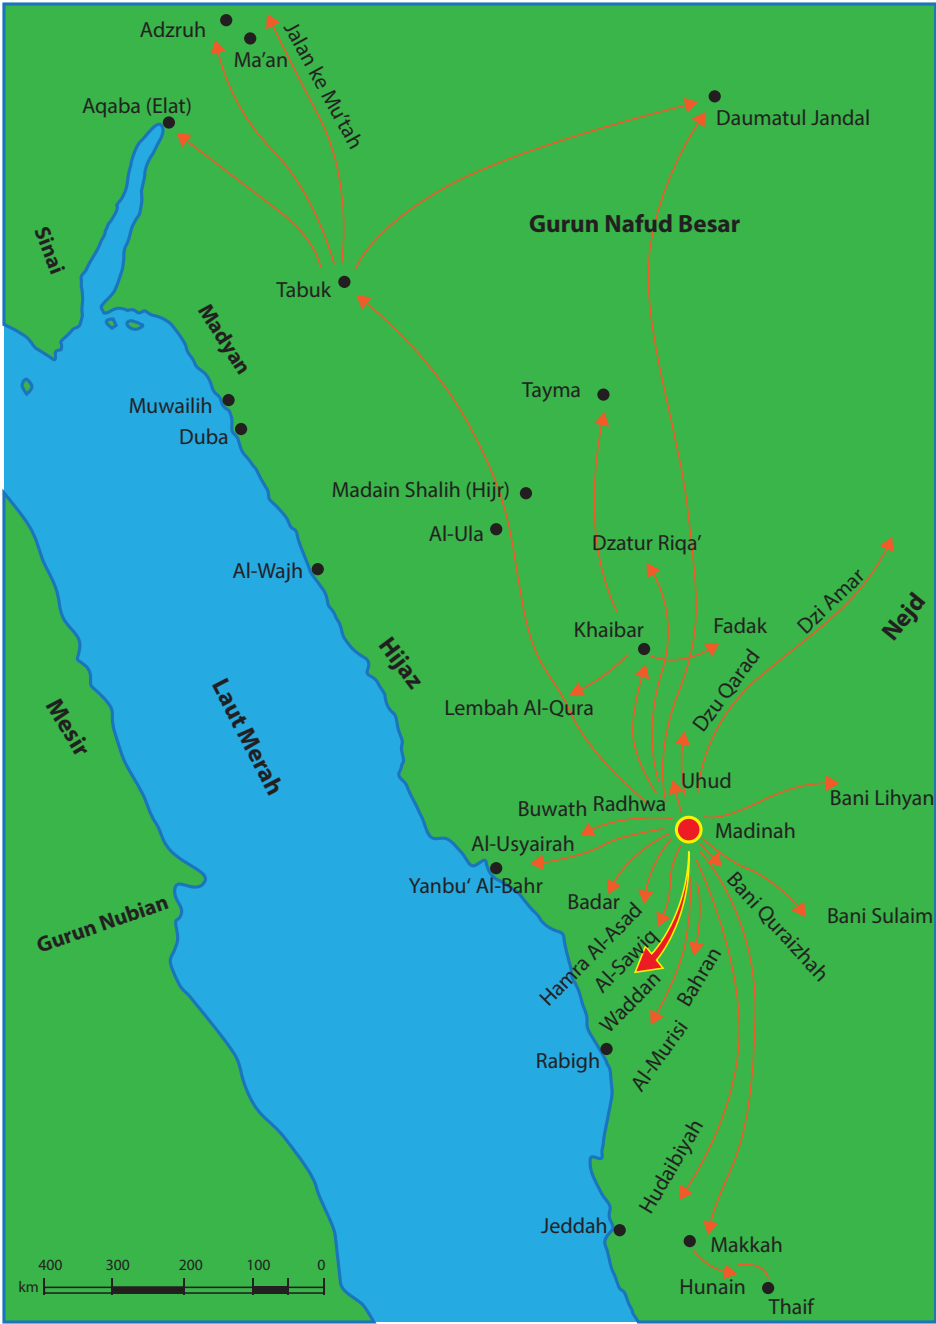 Adzruh
Ma'an
Jalan ke Mu'tah
Aqaba (Elat)
Daumatul Jandal
Sinai
Gurun Nafud Besar
Tabuk
Madyan
Tayma
Muwailih
Duba
Madain Shalih (Hijr)
Al-Ula
Dzatur Riqa'
Al-Wajh
Dzi Amar
Nejd
Khaibar
Fadak
Hijaz
Dzu Qarad
Lembah Al-Qura
Mesir
Laut Merah
Uhud
Bani Lihyan
Buwath
Radhwa
Madinah
Al-Usyairah
Yanbu' Al-Bahr
Badar
Bani Quraizhah
Bani Sulaim
Gurun Nubian
Hamra Al-Asad
Al-Sawiq
Waddan
Bahran
Al-Murisi
Rabigh
Hudaibiyah
Jeddah
Makkah
Hunain
Thaif
400 300 200 100 0
km